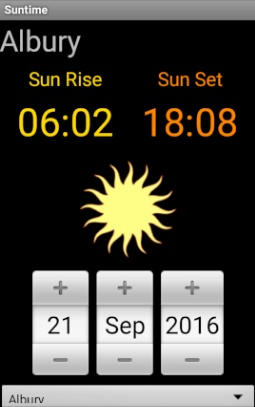 Suntime
Albury
Sun Rise Sun Set
06:02 18:08
+ + +
21 Sep 2016
− − −
Albury